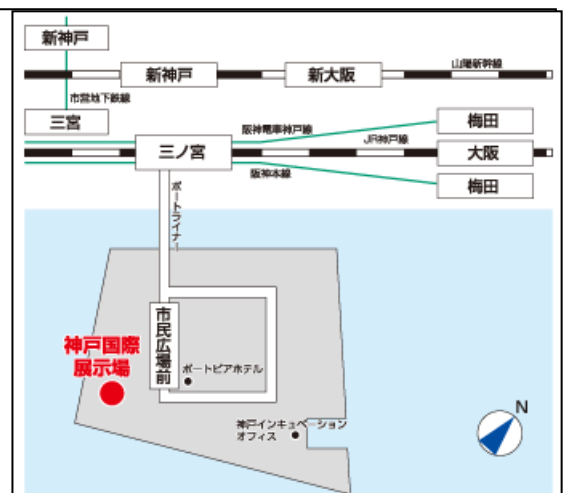 新神戸
山陽新幹線
新神戸
新大阪
市営地下鉄線
三宮
阪神電車神戸線
梅田
JR神戸線
三ノ宮
大阪
阪神本線
梅田
ポートライナー
市民広場前
神戸国際
展示場
ポートピアホテル
神戸インキュベーション
オフィス
N